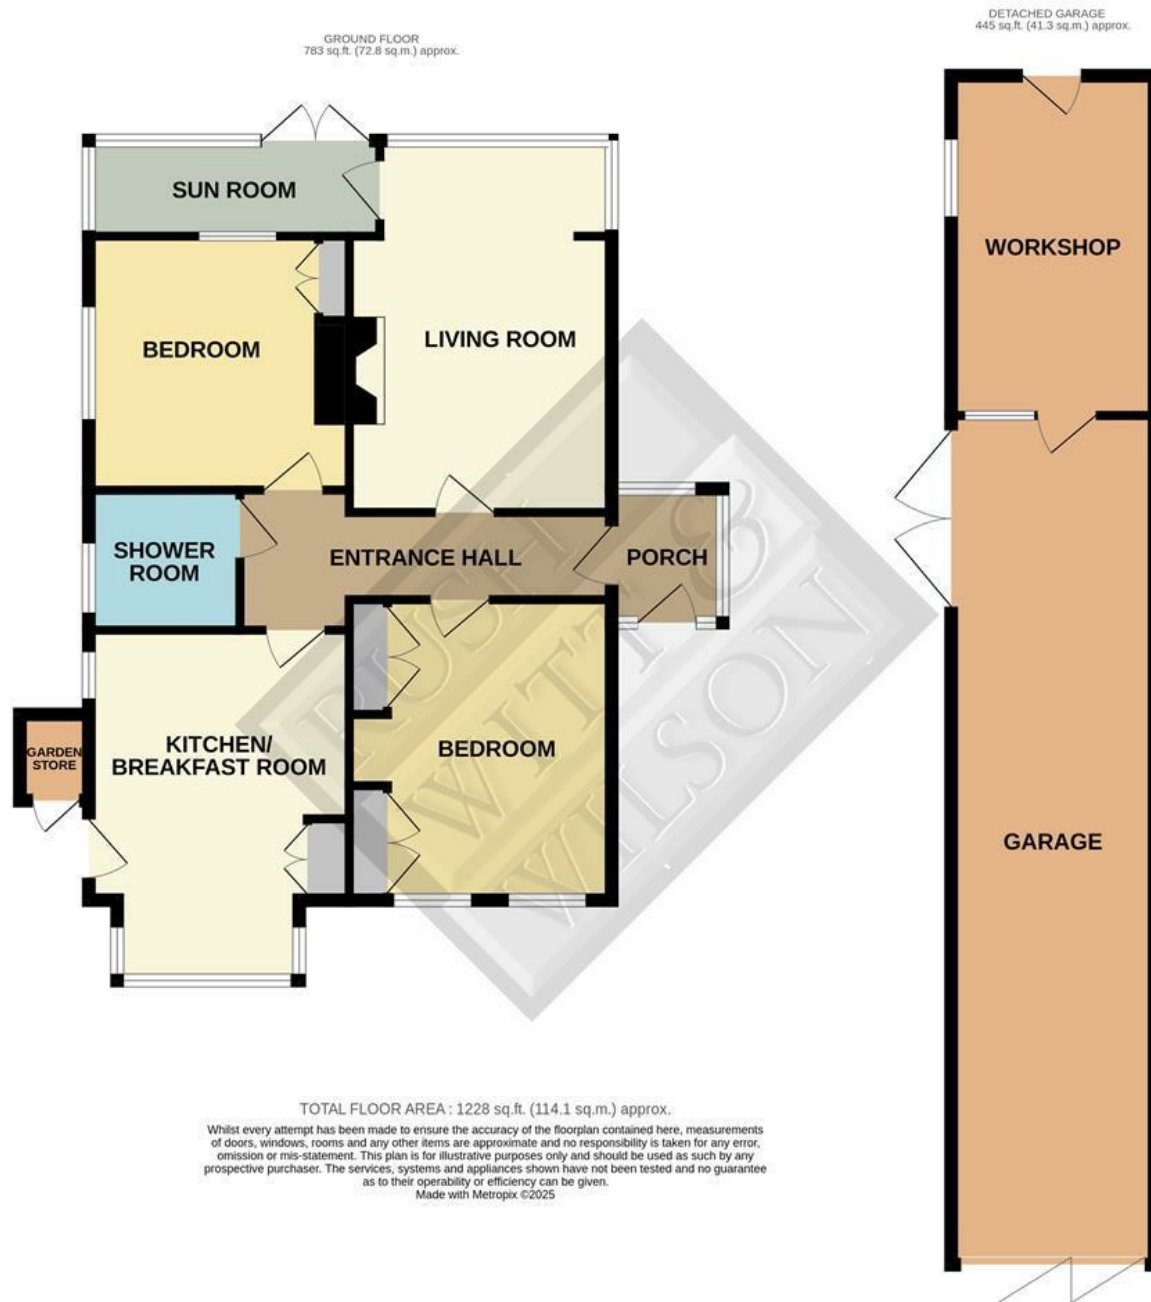 GROUND FLOOR
783 sq.ft. (72.8 sq.m.) approx.
DETACHED GARAGE
445 sq.ft. (41.3 sq.m.) approx.
SUN ROOM
BEDROOM
LIVING ROOM
WORKSHOP
SHOWER
ROOM
ENTRANCE HALL
PORCH
KITCHEN/
BREAKFAST ROOM
GARDEN
STORE
BEDROOM
GARAGE
RUSH
WITT &
WILSON
TOTAL FLOOR AREA : 1228 sq.ft. (114.1 sq.m.) approx.
Whilst every attempt has been made to ensure the accuracy of the floorplan contained here, measurements
of doors, windows, rooms and any other items are approximate and no responsibility is taken for any error,
omission or mis-statement. This plan is for illustrative purposes only and should be used as such by any
prospective purchaser. The services, systems and appliances shown have not been tested and no guarantee
as to their operability or efficiency can be given.
Made with Metropix ©2025